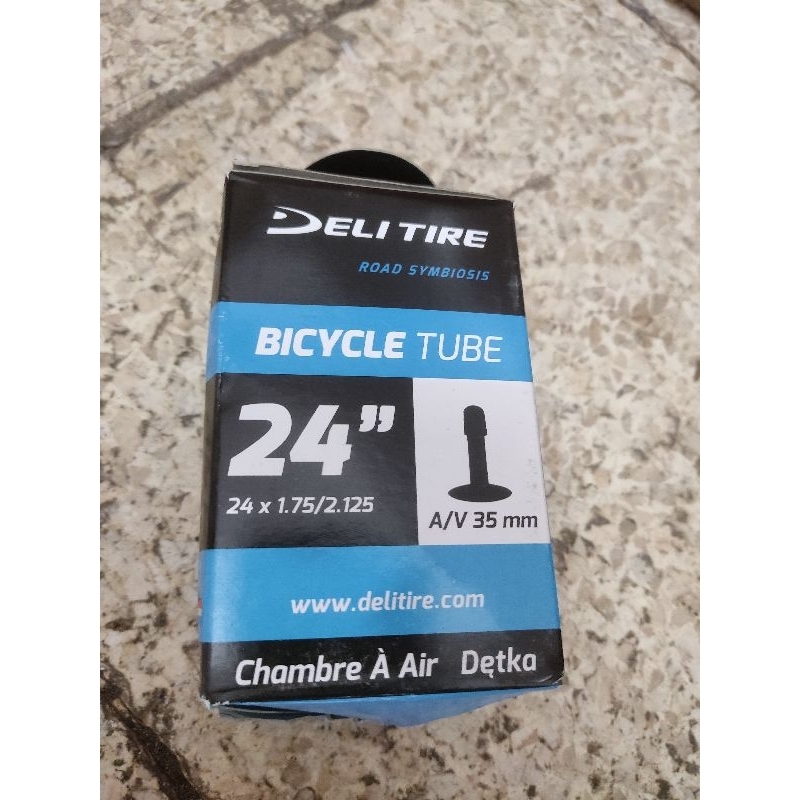 DELI TIRE
ROAD SYMBIOSIS
BICYCLE TUBE
24”
24 x 1.75/2.125
A/V 35 mm
www.delitire.com
Chambre À Air Dętka